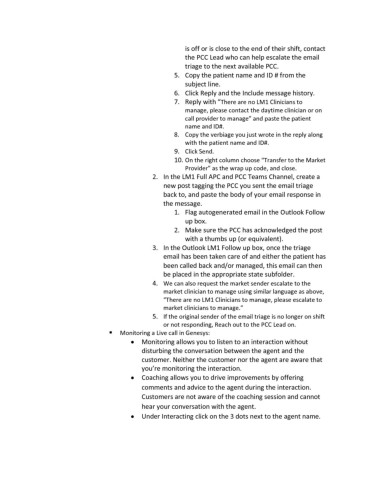 is off or is close to the end of their shift, contact
the PCC Lead who can help escalate the email
triage to the next available PCC.
5. Copy the patient name and ID # from the
subject line.
6. Click Reply and the Include message history.
7. Reply with "There are no LM1 Clinicians to
manage, please contact the daytime clinician or on
call provider to manage" and paste the patient
name and ID#.
8. Copy the verbiage you just wrote in the reply along
with the patient name and ID#.
9. Click Send.
10. On the right column choose "Transfer to the Market
Provider" as the wrap up code, and close.
2. In the LM1 Full APC and PCC Teams Channel, create a
new post tagging the PCC you sent the email triage
back to, and paste the body of your email response in
the message.
1. Flag autogenerated email in the Outlook Follow
up box.
2. Make sure the PCC has acknowledged the post
with a thumbs up (or equivalent).
3. In the Outlook LM1 Follow up box, once the triage
email has been taken care of and either the patient has
been called back and/or managed, this email can then
be placed in the appropriate state subfolder.
4. We can also request the market sender escalate to the
market clinician to manage using similar language as above,
"There are no LM1 Clinicians to manage, please escalate to
market clinicians to manage."
5. If the original sender of the email triage is no longer on shift
or not responding, Reach out to the PCC Lead on.
▪ Monitoring a Live call in Genesys:
• Monitoring allows you to listen to an interaction without
disturbing the conversation between the agent and the
customer. Neither the customer nor the agent are aware that
you're monitoring the interaction.
• Coaching allows you to drive improvements by offering
comments and advice to the agent during the interaction.
Customers are not aware of the coaching session and cannot
hear your conversation with the agent.
• Under Interacting click on the 3 dots next to the agent name.